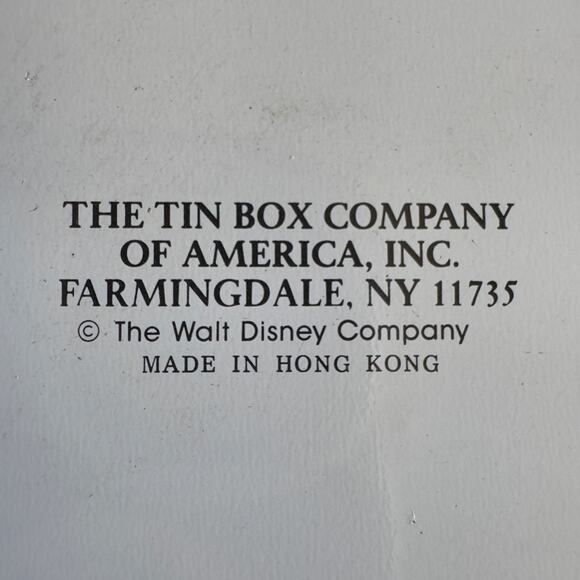 THE TIN BOX COMPANY
OF AMERICA, INC.
FARMINGDALE, NY 11735
© The Walt Disney Company
MADE IN HONG KONG